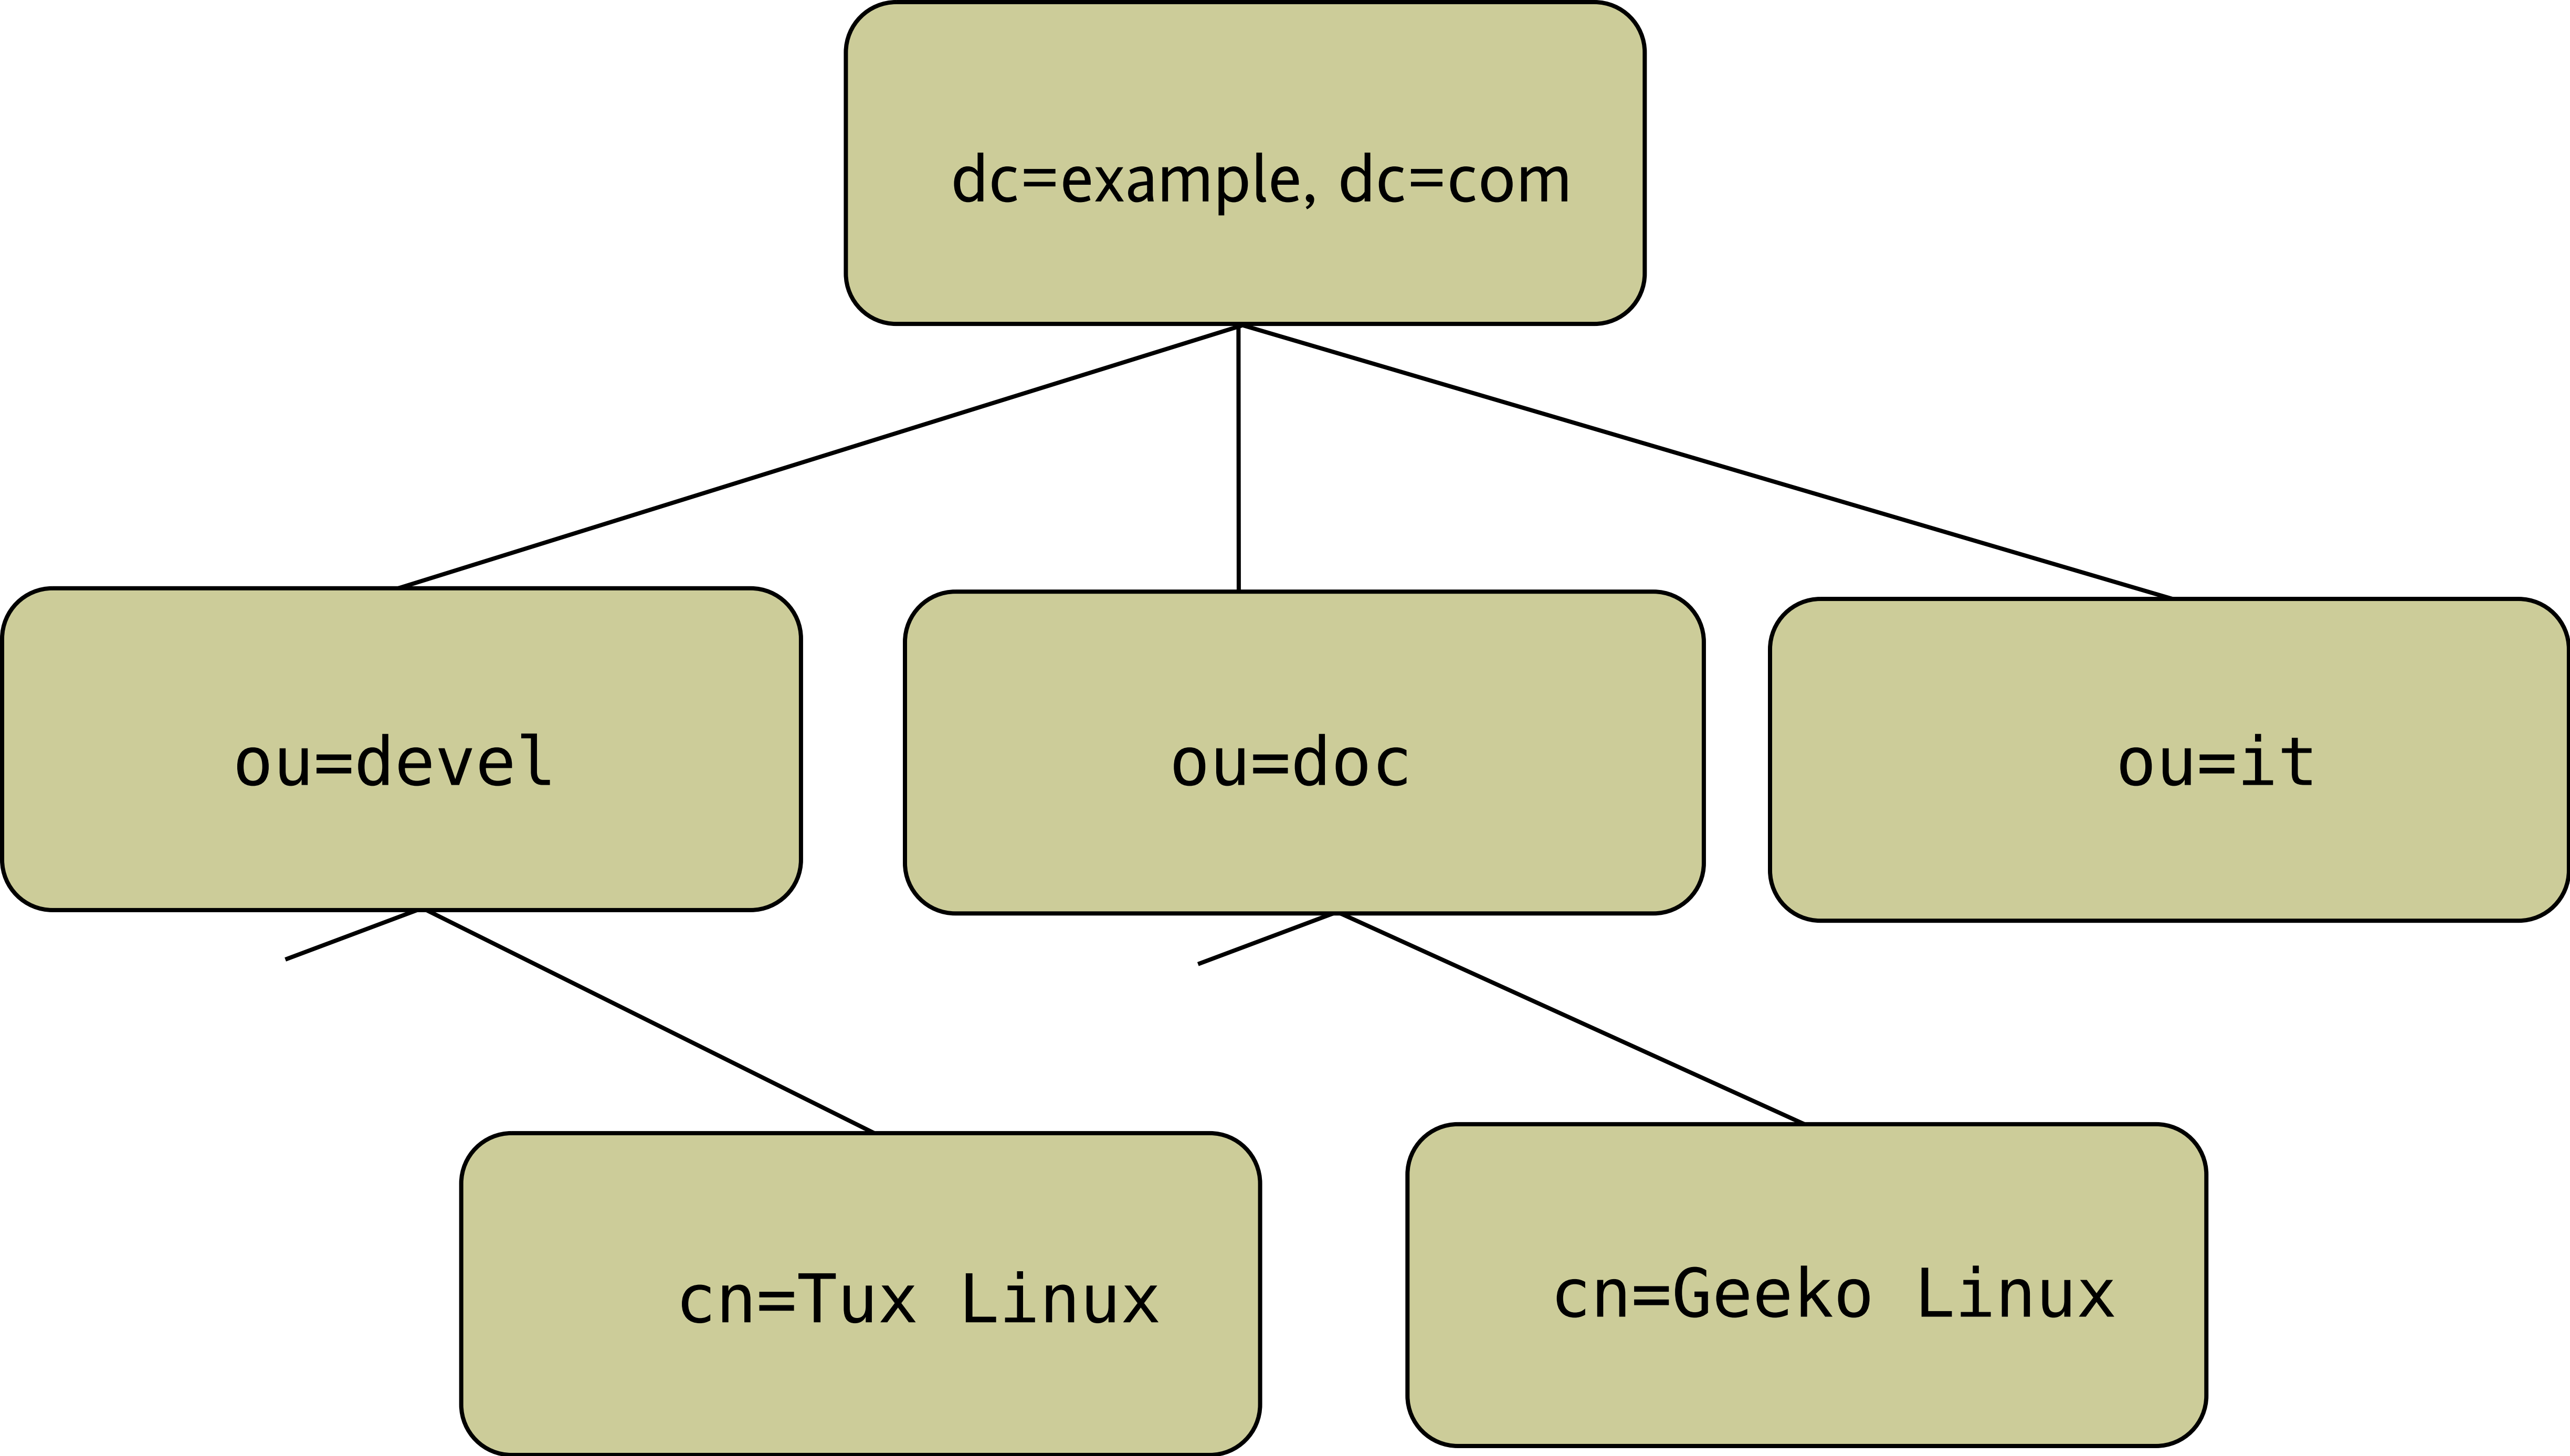 dc=example, dc=com
ou=devel
ou=doc
ou=it
cn=Tux Linux
cn=Geeko Linux